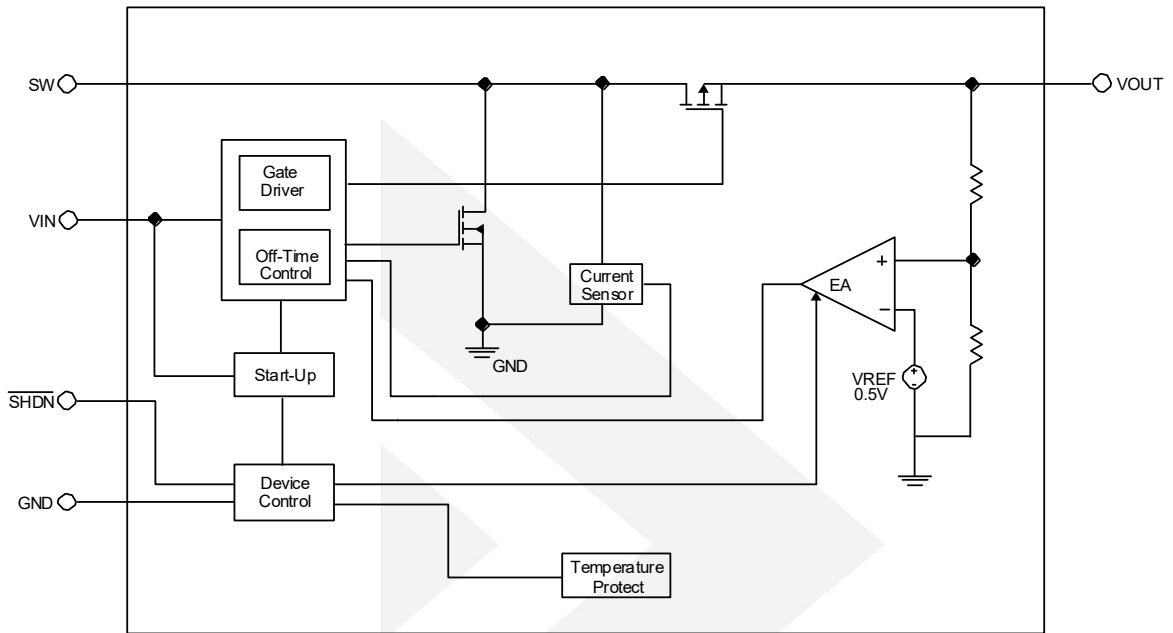 SW
VOUT
Gate
Driver
VIN
Off-Time
Control
Current
Sensor
+
EA
−
GND
Start-Up
VREF
0.5V
+
-
SHDN
Device
Control
GND
Temperature
Protect